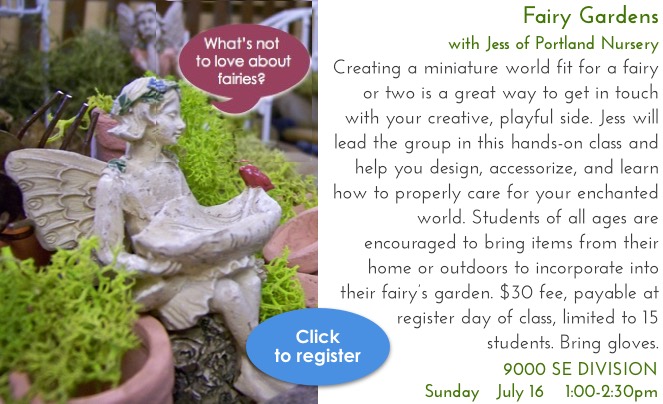 What's not
to love about
fairies?
Click
to register
Fairy Gardens
with Jess of Portland Nursery
Creating a miniature world fit for a fairy
or two is a great way to get in touch
with your creative, playful side. Jess will
lead the group in this hands-on class and
help you design, accessorize, and learn
how to properly care for your enchanted
world. Students of all ages are
encouraged to bring items from their
home or outdoors to incorporate into
their fairy's garden. $30 fee, payable at
register day of class, limited to 15
students. Bring gloves.
9000 SE DIVISION
Sunday July 16 1:00-2:30pm